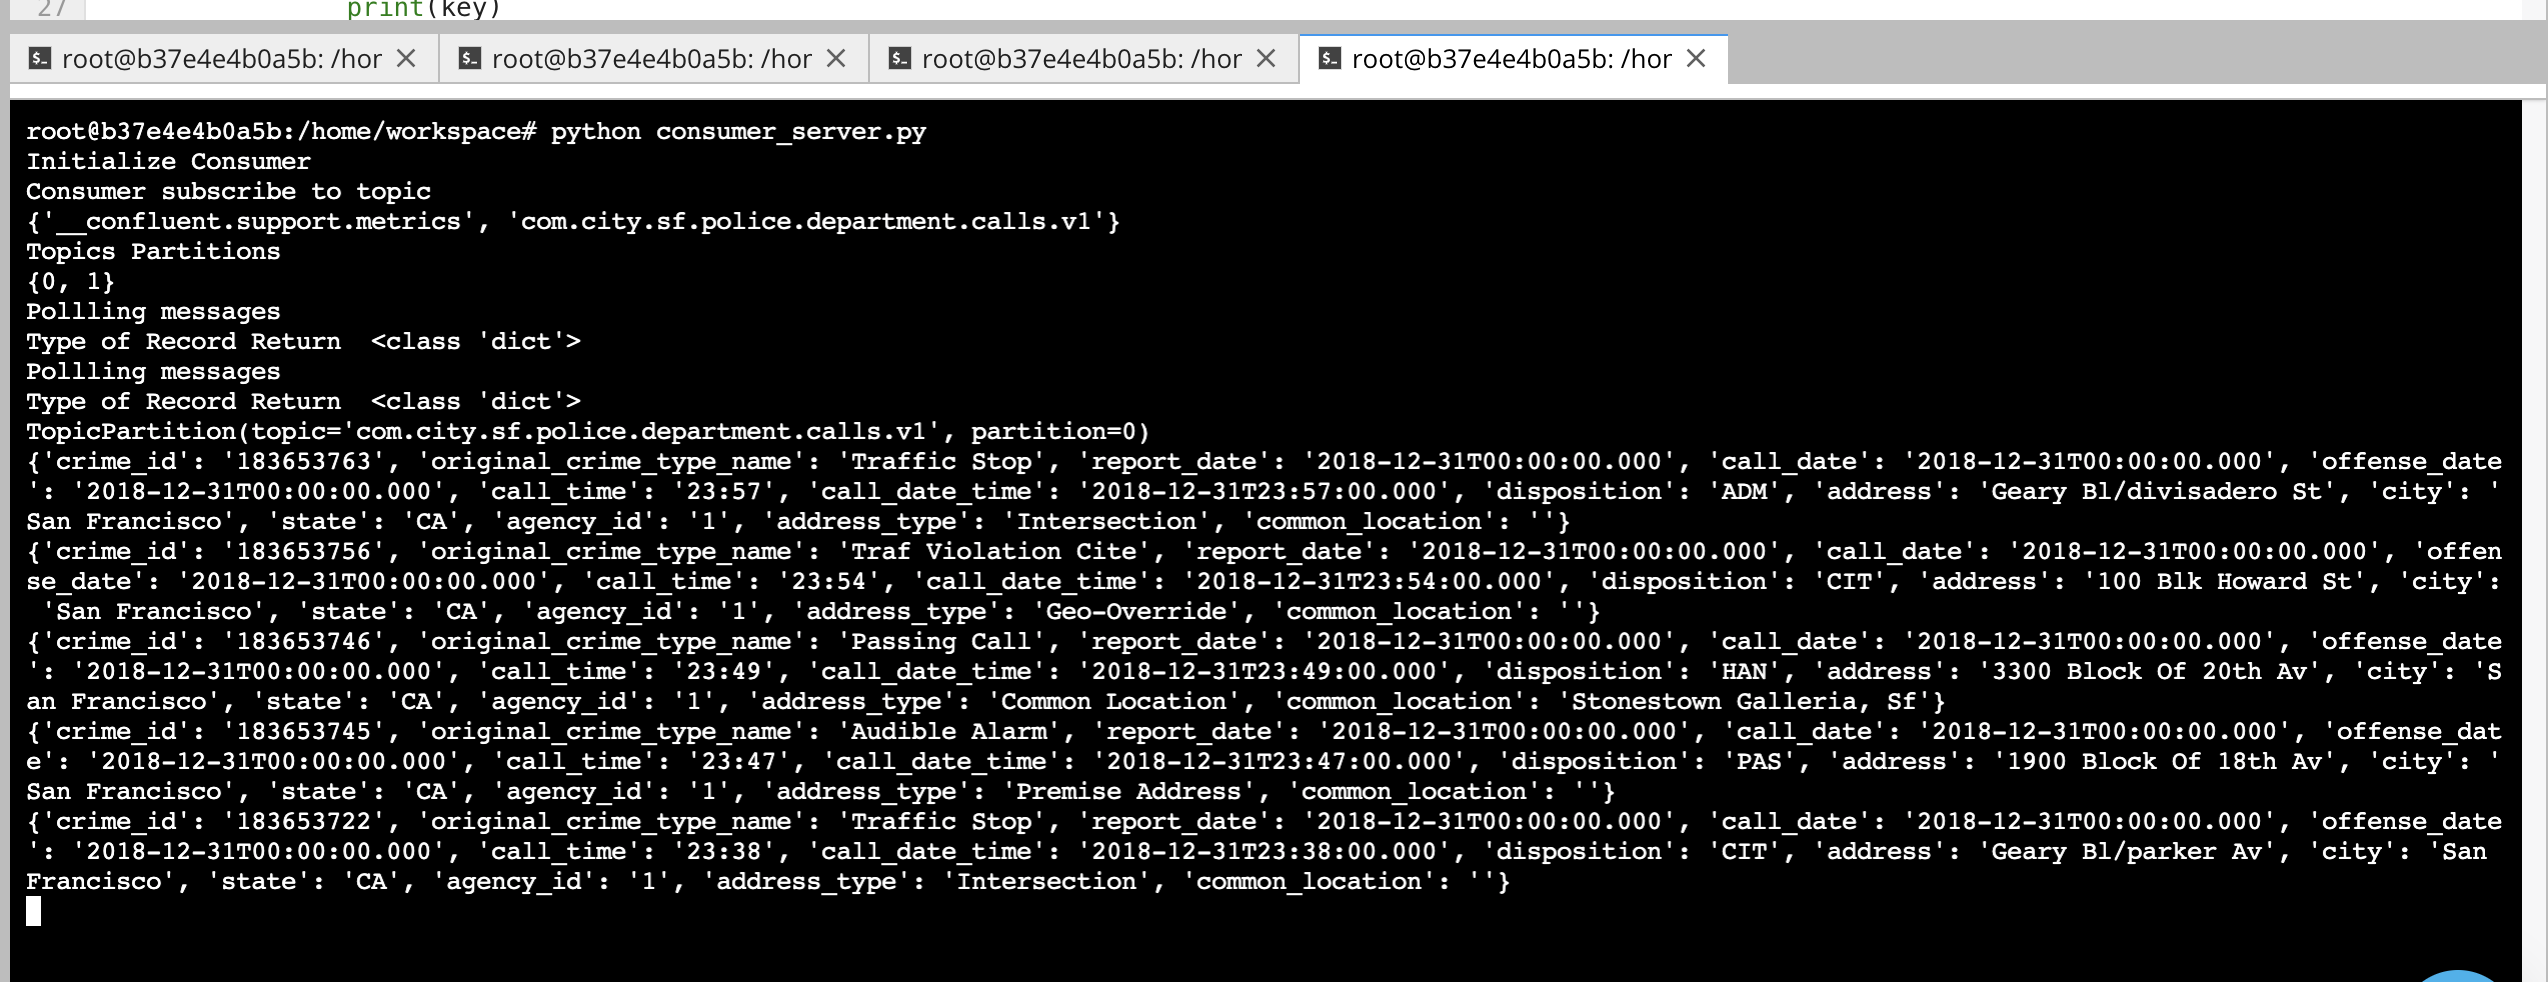 27 print(key)
root@b37e4e4b0a5b: /hor root@b37e4e4b0a5b: /hor root@b37e4e4b0a5b: /hor root@b37e4e4b0a5b: /hor
root@b37e4e4b0a5b:/home/workspace# python consumer_server.py
Initialize Consumer
Consumer subscribe to topic
{'__confluent.support.metrics', 'com.city.sf.police.department.calls.v1'}
Topics Partitions
{0, 1}
Pollling messages
Type of Record Return  <class 'dict'>
Pollling messages
Type of Record Return  <class 'dict'>
TopicPartition(topic='com.city.sf.police.department.calls.v1', partition=0)
{'crime_id': '183653763', 'original_crime_type_name': 'Traffic Stop', 'report_date': '2018-12-31T00:00:00.000', 'call_date': '2018-12-31T00:00:00.000', 'offense_date
': '2018-12-31T00:00:00.000', 'call_time': '23:57', 'call_date_time': '2018-12-31T23:57:00.000', 'disposition': 'ADM', 'address': 'Geary Bl/divisadero St', 'city': '
San Francisco', 'state': 'CA', 'agency_id': '1', 'address_type': 'Intersection', 'common_location': ''}
{'crime_id': '183653756', 'original_crime_type_name': 'Traf Violation Cite', 'report_date': '2018-12-31T00:00:00.000', 'call_date': '2018-12-31T00:00:00.000', 'offen
se_date': '2018-12-31T00:00:00.000', 'call_time': '23:54', 'call_date_time': '2018-12-31T23:54:00.000', 'disposition': 'CIT', 'address': '100 Blk Howard St', 'city':
 'San Francisco', 'state': 'CA', 'agency_id': '1', 'address_type': 'Geo-Override', 'common_location': ''}
{'crime_id': '183653746', 'original_crime_type_name': 'Passing Call', 'report_date': '2018-12-31T00:00:00.000', 'call_date': '2018-12-31T00:00:00.000', 'offense_date
': '2018-12-31T00:00:00.000', 'call_time': '23:49', 'call_date_time': '2018-12-31T23:49:00.000', 'disposition': 'HAN', 'address': '3300 Block Of 20th Av', 'city': 'S
an Francisco', 'state': 'CA', 'agency_id': '1', 'address_type': 'Common Location', 'common_location': 'Stonestown Galleria, Sf'}
{'crime_id': '183653745', 'original_crime_type_name': 'Audible Alarm', 'report_date': '2018-12-31T00:00:00.000', 'call_date': '2018-12-31T00:00:00.000', 'offense_dat
e': '2018-12-31T00:00:00.000', 'call_time': '23:47', 'call_date_time': '2018-12-31T23:47:00.000', 'disposition': 'PAS', 'address': '1900 Block Of 18th Av', 'city': '
San Francisco', 'state': 'CA', 'agency_id': '1', 'address_type': 'Premise Address', 'common_location': ''}
{'crime_id': '183653722', 'original_crime_type_name': 'Traffic Stop', 'report_date': '2018-12-31T00:00:00.000', 'call_date': '2018-12-31T00:00:00.000', 'offense_date
': '2018-12-31T00:00:00.000', 'call_time': '23:38', 'call_date_time': '2018-12-31T23:38:00.000', 'disposition': 'CIT', 'address': 'Geary Bl/parker Av', 'city': 'San
Francisco', 'state': 'CA', 'agency_id': '1', 'address_type': 'Intersection', 'common_location': ''}